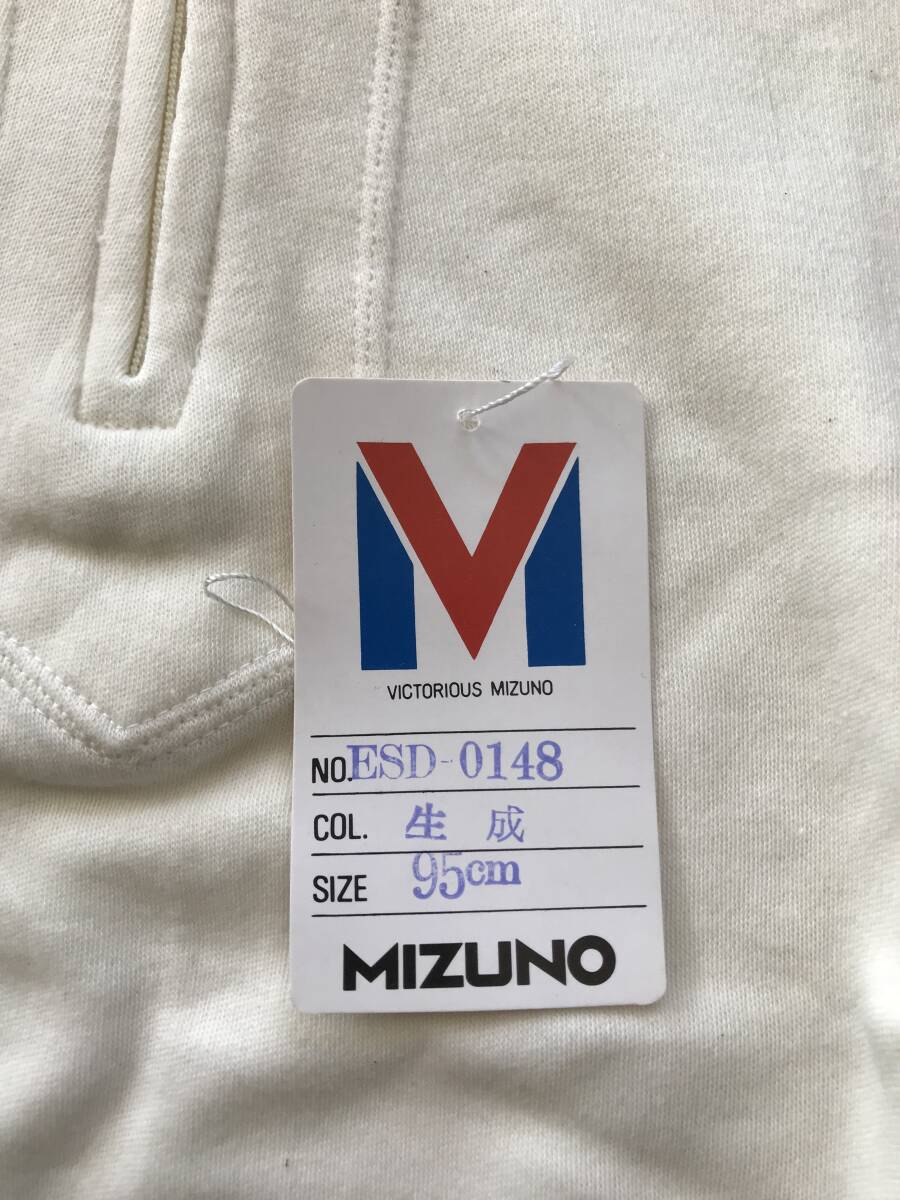 VICTORIOUS MIZUNO
NO. ESD-0148
COL. 生成
SIZE 95cm
MIZUNO